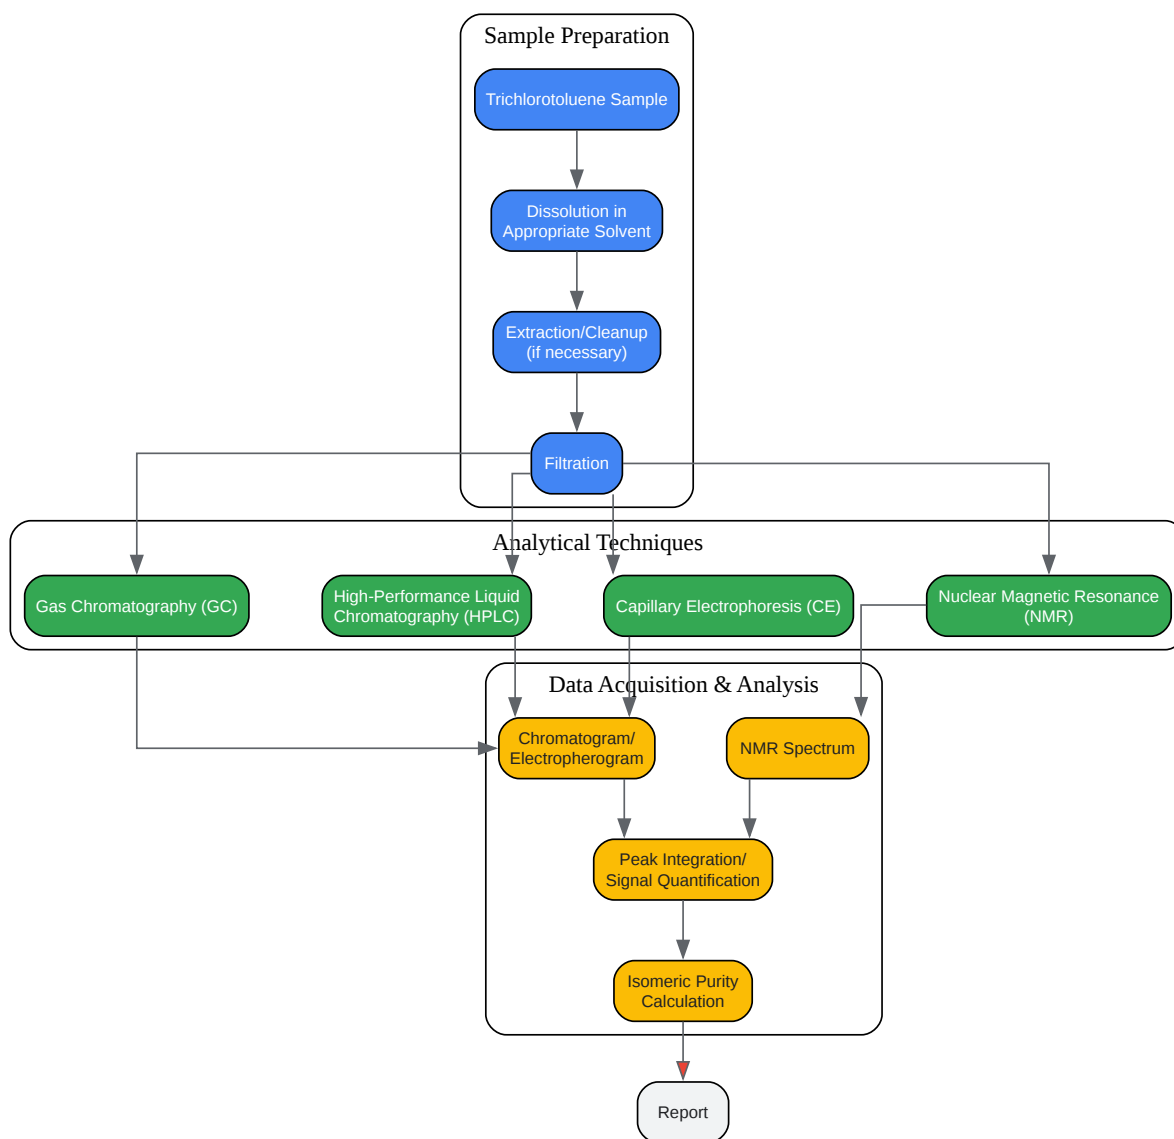 Sample Preparation
Trichlorotoluene Sample
Dissolution in
Appropriate Solvent
Extraction/Cleanup
(if necessary)
Filtration
Analytical Techniques
Gas Chromatography (GC)
High-Performance Liquid
Chromatography (HPLC)
Capillary Electrophoresis (CE)
Nuclear Magnetic Resonance
(NMR)
Data Acquisition & Analysis
Chromatogram/
Electropherogram
NMR Spectrum
Peak Integration/
Signal Quantification
Isomeric Purity
Calculation
Report